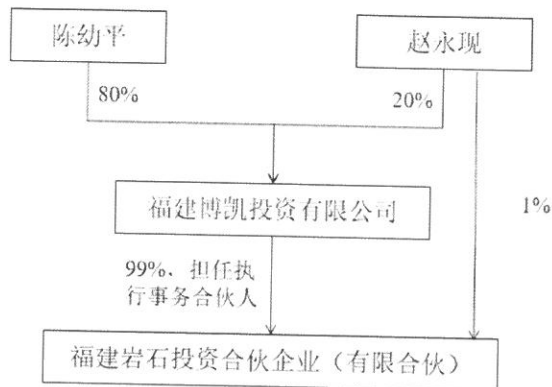 陈幼平
赵永现
80%
20%
福建博凯投资有限公司
1%
99%、担任执
行事务合伙人
福建岩石投资合伙企业（有限合伙）